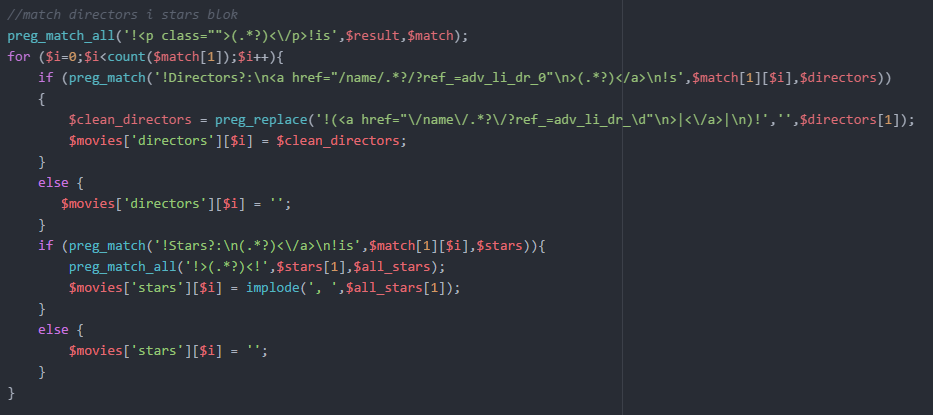 //match directors i stars blok
preg_match_all('!<p class="">(.*?)<\/p>!is',$result,$match);
for ($i=0;$i<count($match[1]);$i++){
    if (preg_match('!Directors?:\n<a href="/name/.*?/?ref_=adv_li_dr_0"\n>(.*?)</a>\n!s',$match[1][$i],$directors))
    {
        $clean_directors = preg_replace('!(<a href="\/name\/.*?\/?ref_=adv_li_dr_\d"\n>|<\/a>|\n)!','',$directors[1]);
        $movies['directors'][$i] = $clean_directors;
    }
    else {
       $movies['directors'][$i] = '';
    }
    if (preg_match('!Stars?:\n(.*?)<\/a>\n!is',$match[1][$i],$stars)){
        preg_match_all('!>(.*?)<!',$stars[1],$all_stars);
        $movies['stars'][$i] = implode(', ',$all_stars[1]);
    }
    else {
        $movies['stars'][$i] = '';
    }
}